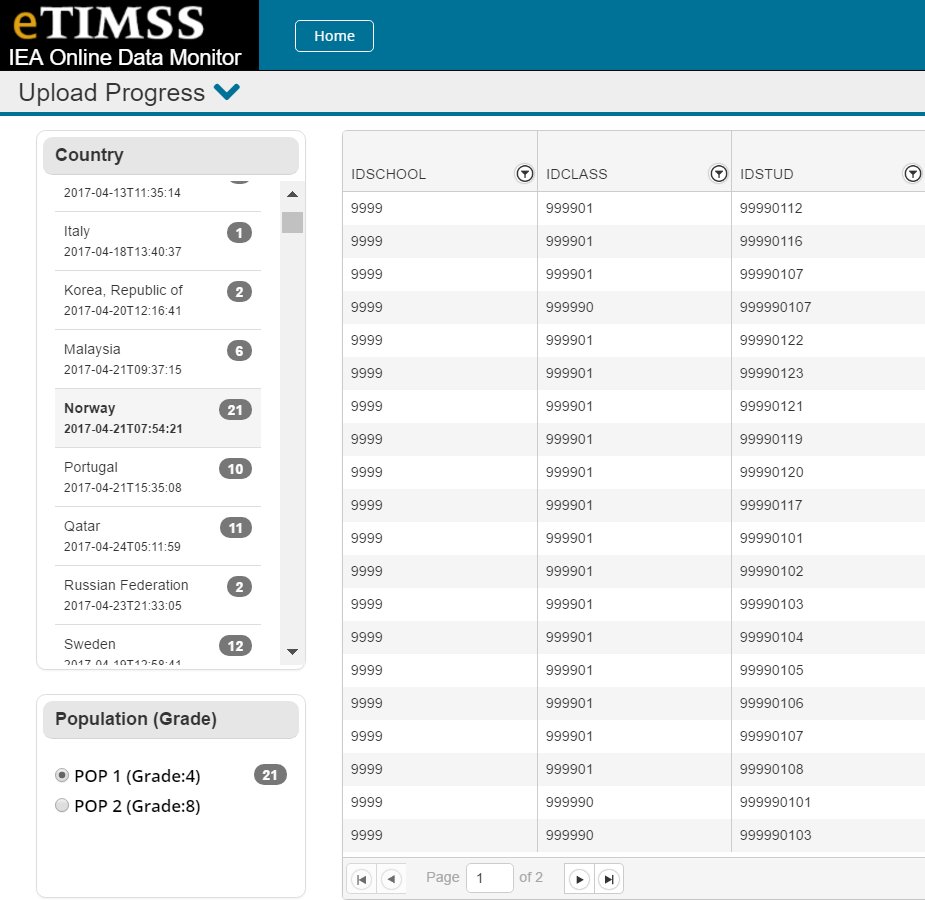 eTIMSS
IEA Online Data Monitor
Home
Upload Progress
Country
2017-04-13T11:35:14
Italy 1
2017-04-18T13:40:37
Korea, Republic of 2
2017-04-20T12:16:41
Malaysia 6
2017-04-21T09:37:15
Norway 21
2017-04-21T07:54:21
Portugal 10
2017-04-21T15:35:08
Qatar 11
2017-04-24T05:11:59
Russian Federation 2
2017-04-23T21:33:05
Sweden 12
2017-04-19T12:58:41
Population (Grade)
POP 1 (Grade:4) 21
POP 2 (Grade:8)
IDSCHOOL IDCLASS IDSTUD
9999 999901 99990112
9999 999901 99990116
9999 999901 99990107
9999 999990 999990107
9999 999901 99990122
9999 999901 99990123
9999 999901 99990121
9999 999901 99990119
9999 999901 99990120
9999 999901 99990117
9999 999901 99990101
9999 999901 99990102
9999 999901 99990103
9999 999901 99990104
9999 999901 99990105
9999 999901 99990106
9999 999901 99990107
9999 999901 99990108
9999 999990 999990101
9999 999990 999990103
Page 1 of 2